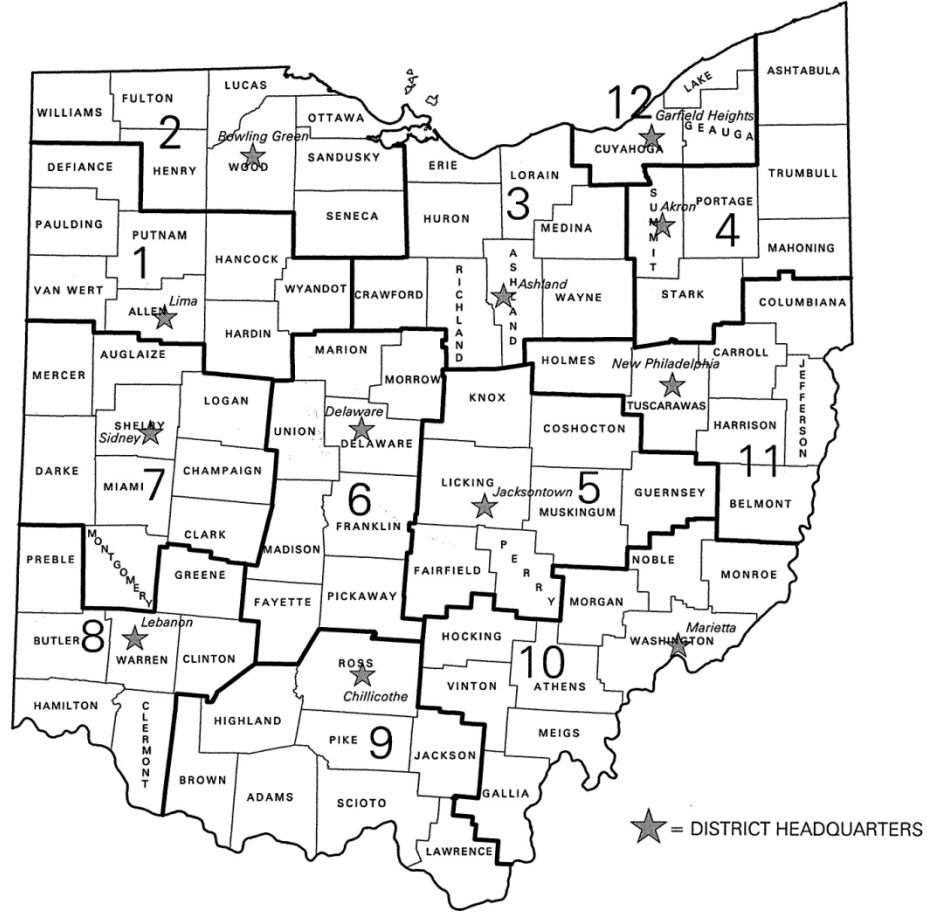 LUCAS
FULTON
WILLIAMS
2
Bowling Green
OTTAWA
WOOD
HENRY
DEFIANCE
SANDUSKY
SENECA
PAULDING
PUTNAM
1
HANCOCK
VAN WERT
ALLEN
Lima
WYANDOT
HARDIN
12
LAKE
ASHTABULA
Garfield Heights
GEAUGA
CUYAHOGA
ERIE
LORAIN
3
HURON
MEDINA
SUMMIT
Akron
PORTAGE
4
TRUMBULL
MAHONING
CRAWFORD
RICHLAND
ASHLAND
Ashland
WAYNE
STARK
COLUMBIANA
MERCER
AUGLAIZE
MARION
MORROW
HOLMES
New Philadelphia
CARROLL
JEFFERSON
TUSCARAWAS
LOGAN
SHELBY
Sidney
UNION
Delaware
DELAWARE
KNOX
COSHOCTON
HARRISON
11
DARKE
MIAMI
7
CHAMPAIGN
CLARK
6
FRANKLIN
LICKING
Jacksontown
5
MUSKINGUM
GUERNSEY
BELMONT
PREBLE
MONTGOMERY
GREENE
MADISON
FAYETTE
PICKAWAY
FAIRFIELD
PERRY
MORGAN
NOBLE
MONROE
BUTLER
8
Lebanon
WARREN
CLINTON
HOCKING
WASHINGTON
Marietta
ROSS
Chillicothe
VINTON
10
ATHENS
MEIGS
HAMILTON
CLERMONT
HIGHLAND
PIKE
9
JACKSON
BROWN
ADAMS
SCIOTO
GALLIA
LAWRENCE
= DISTRICT HEADQUARTERS